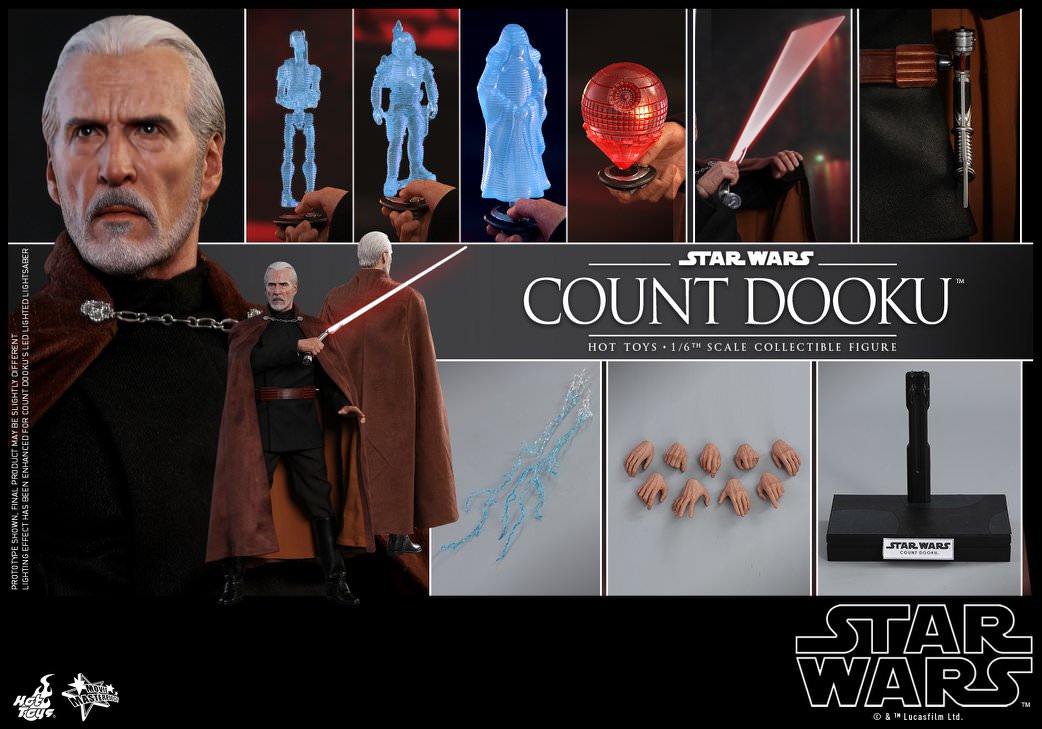 STAR WARS
COUNT DOOKU™
HOT TOYS • 1/6TH SCALE COLLECTIBLE FIGURE
PROTOTYPE SHOWN, FINAL PRODUCT MAY BE SLIGHTLY DIFFERENT
LIGHTING EFFECT HAS BEEN ENHANCED FOR COUNT DOOKU'S LED LIGHTED LIGHTSABER
STAR WARS
COUNT DOOKU
HOT TOYS
MOVIE MASTERPIECE
STAR WARS™
© & ™ Lucasfilm Ltd.